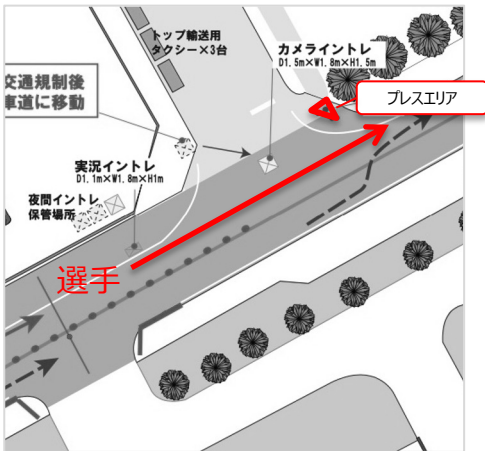 トップ輸送用
タクシー×3台
カメライントレ
D1.5m×W1.8m×H1.5m
プレスエリア
交通規制後
車道に移動
実況イントレ
D1.1m×W1.8m×H1m
夜間イントレ
保管場所
選手